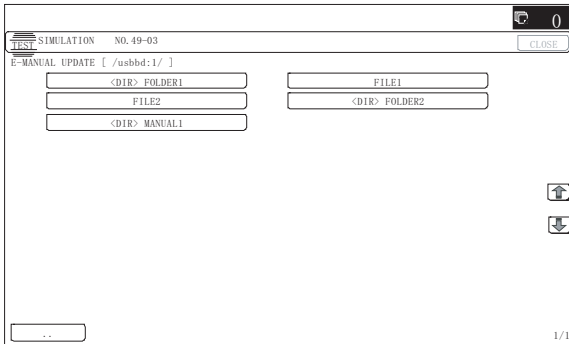 0
TEST SIMULATION NO. 49-03 CLOSE
E-MANUAL UPDATE [ /usbbd:1/ ]
<DIR> FOLDER1 FILE1
FILE2 <DIR> FOLDER2
<DIR> MANUAL1
.. 1/1